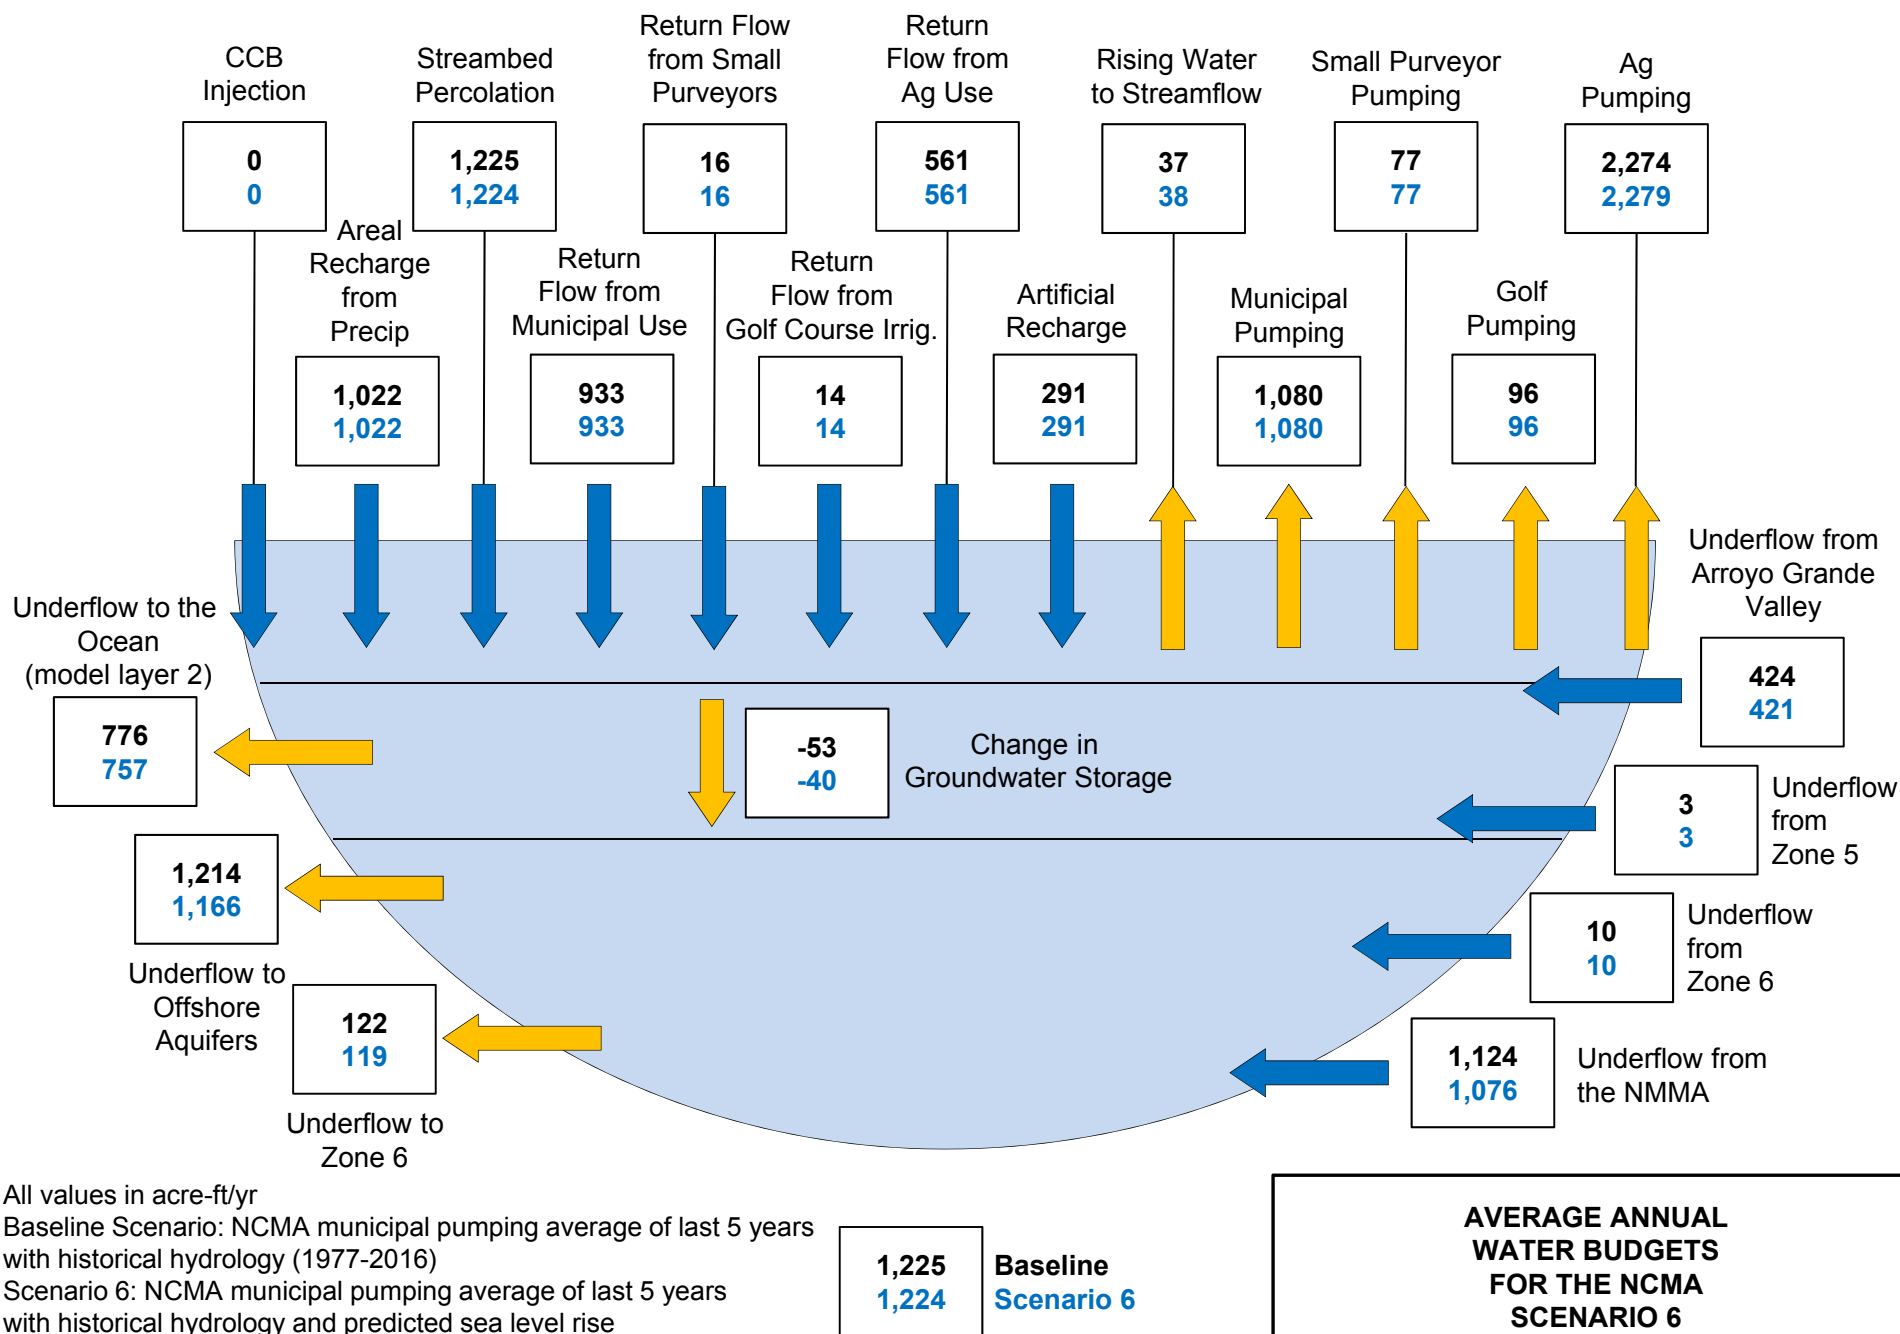 CCB
Injection
0
0
Streambed
Percolation
1,225
1,224
Return Flow
from Small
Purveyors
16
16
Return
Flow from
Ag Use
561
561
Rising Water
to Streamflow
37
38
Small Purveyor
Pumping
77
77
Ag
Pumping
2,274
2,279
Areal
Recharge
from
Precip
1,022
1,022
Return
Flow from
Municipal Use
933
933
Return
Flow from
Golf Course Irrig.
14
14
Artificial
Recharge
291
291
Municipal
Pumping
1,080
1,080
Golf
Pumping
96
96
Underflow from
Arroyo Grande
Valley
424
421
Underflow to the
Ocean
(model layer 2)
776
757
-53
-40
Change in
Groundwater Storage
3
3
Underflow
from
Zone 5
1,214
1,166
Underflow to
Offshore
Aquifers
10
10
Underflow
from
Zone 6
122
119
Underflow to
Zone 6
1,124
1,076
Underflow from
the NMMA
All values in acre-ft/yr
Baseline Scenario: NCMA municipal pumping average of last 5 years
with historical hydrology (1977-2016)
Scenario 6: NCMA municipal pumping average of last 5 years
with historical hydrology and predicted sea level rise
1,225
1,224
Baseline
Scenario 6
AVERAGE ANNUAL
WATER BUDGETS
FOR THE NCMA
SCENARIO 6